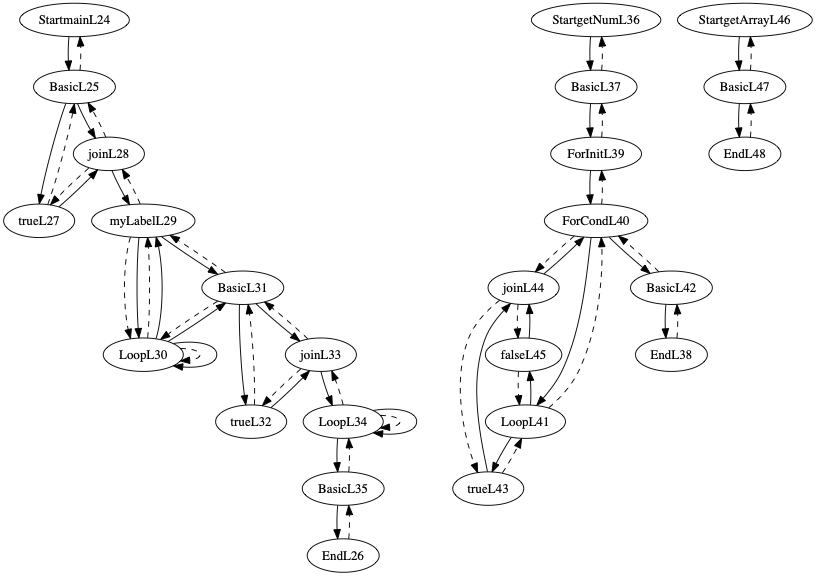 StartmainL24
StartgetNumL36
StartgetArrayL46
BasicL25
BasicL37
BasicL47
joinL28
ForInitL39
EndL48
trueL27
myLabelL29
ForCondL40
BasicL31
joinL44
BasicL42
LoopL30
joinL33
falseL45
EndL38
trueL32
LoopL34
LoopL41
BasicL35
trueL43
EndL26